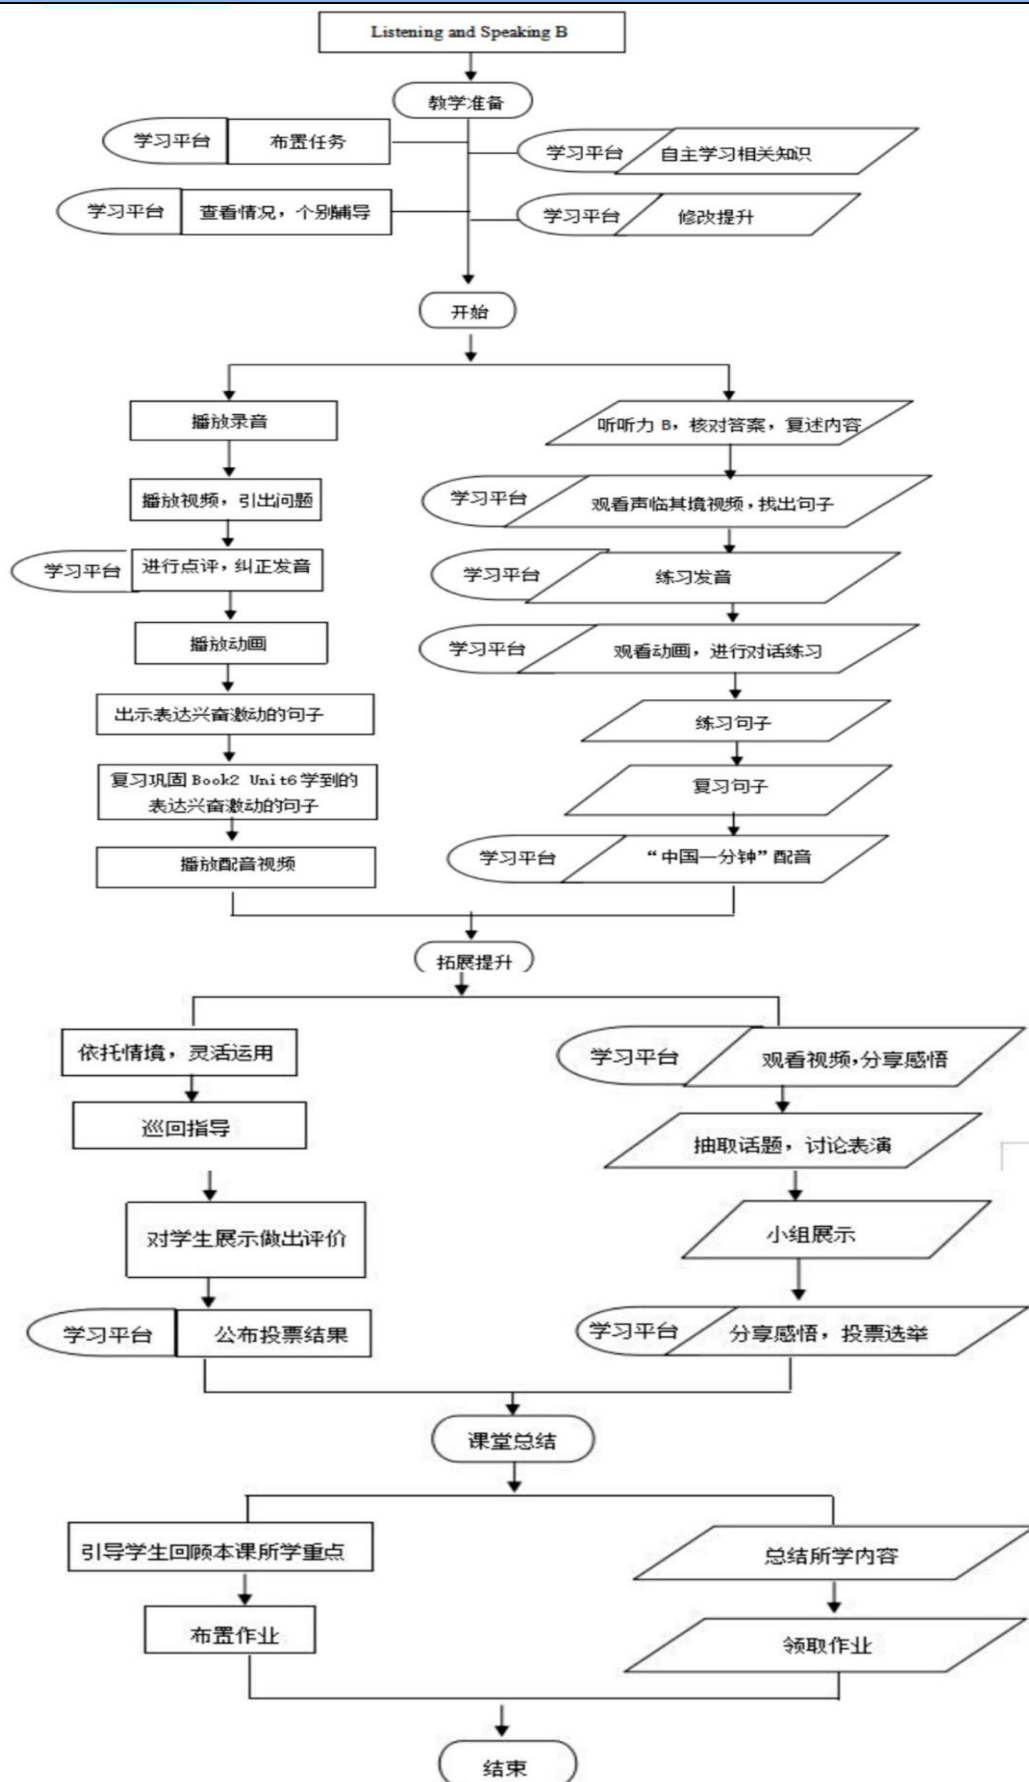 Listening and Speaking B
教学准备
学习平台 布置任务
学习平台 自主学习相关知识
学习平台 查看情况，个别辅导
学习平台 修改提升
开始
播放录音
听听力 B，核对答案，复述内容
播放视频，引出问题
学习平台 观看声临其境视频，找出句子
学习平台 进行点评，纠正发音
学习平台 练习发音
播放动画
学习平台 观看动画，进行对话练习
出示表达兴奋激动的句子
练习句子
复习巩固 Book2 Unit6 学到的
表达兴奋激动的句子
复习句子
播放配音视频
学习平台 “中国一分钟”配音
拓展提升
依托情境，灵活运用
学习平台 观看视频,分享感悟
巡回指导
抽取话题，讨论表演
对学生展示做出评价
小组展示
学习平台 公布投票结果
学习平台 分享感悟，投票选举
课堂总结
引导学生回顾本课所学重点
总结所学内容
布置作业
领取作业
结束